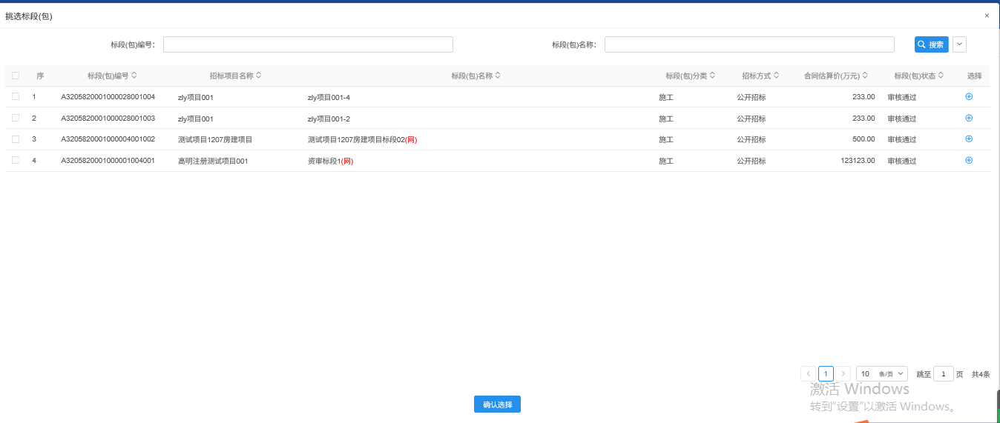 挑选标段(包) ×
标段(包)编号: 标段(包)名称: 搜索
序 标段(包)编号 招标项目名称 标段(包)名称 标段(包)分类 招标方式 合同估算价(万元) 标段(包)状态 选择
1 A3205820001000028001004 zly项目001 zly项目001-4 施工 公开招标 233.00 审核通过
2 A3205820001000028001003 zly项目001 zly项目001-2 施工 公开招标 233.00 审核通过
3 A3205820001000004001002 测试项目1207房建项目 测试项目1207房建项目标段02(网) 施工 公开招标 500.00 审核通过
4 A3205820001000001004001 高明注册测试项目001 资审标段1(网) 施工 公开招标 123123.00 审核通过
1 10 条/页 跳至 1 页 共4条
激活 Windows
转到“设置”以激活 Windows。
确认选择